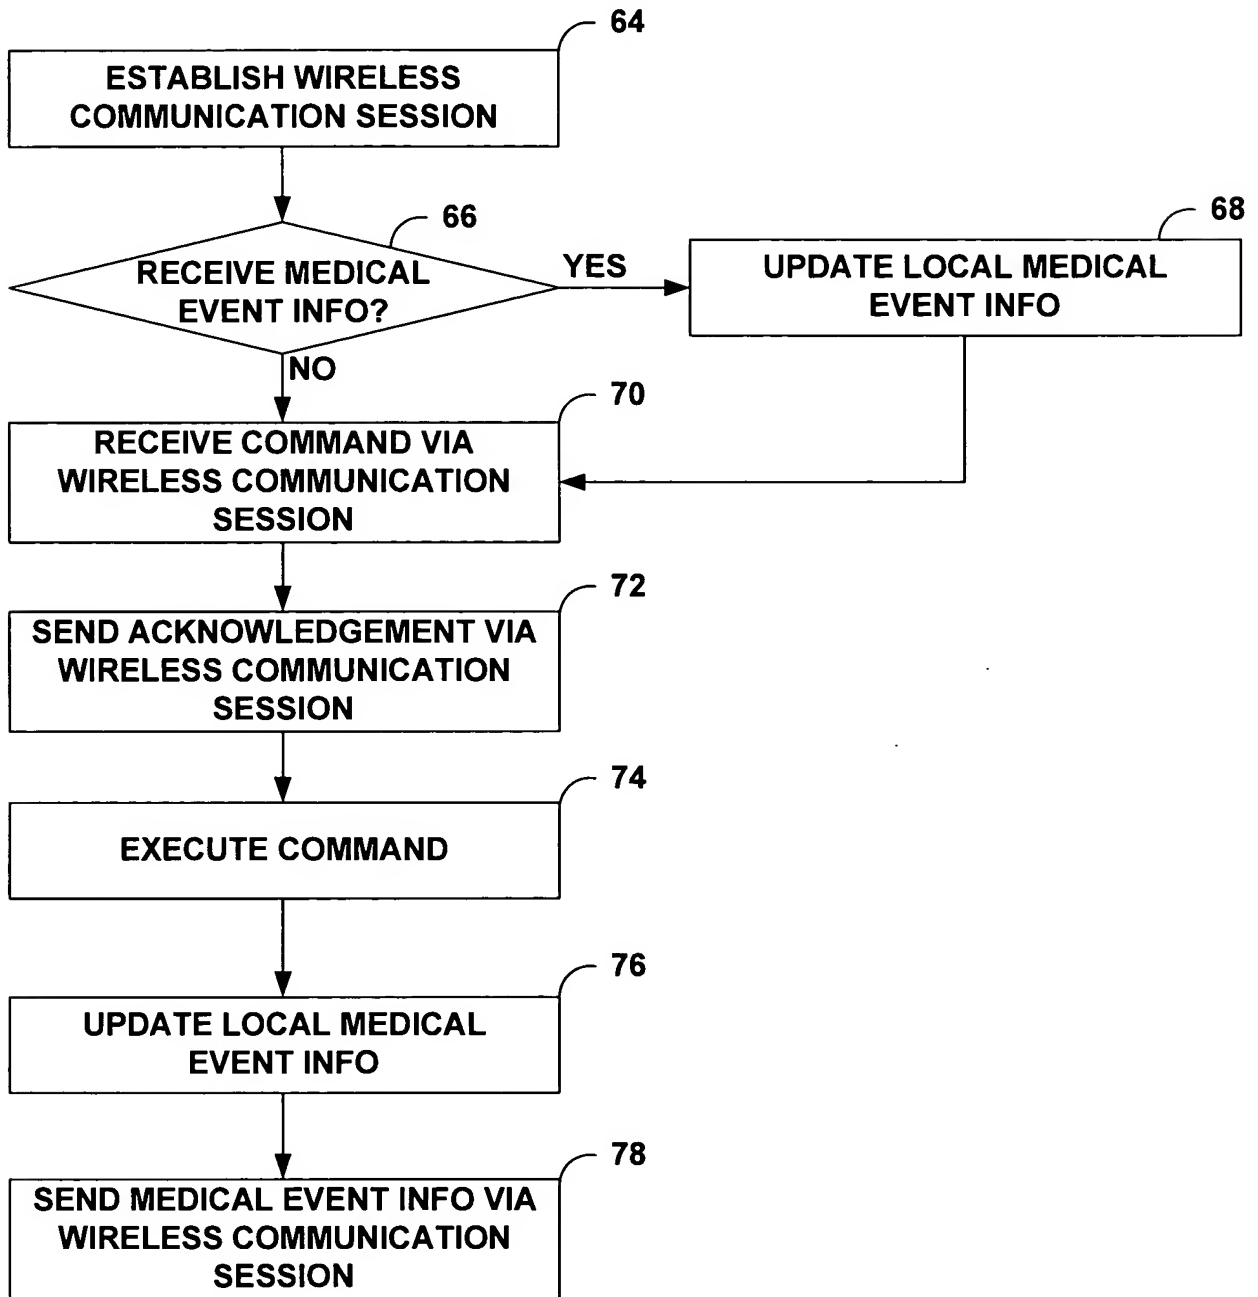 64
ESTABLISH WIRELESS
COMMUNICATION SESSION
66
RECEIVE MEDICAL
EVENT INFO?
YES
68
UPDATE LOCAL MEDICAL
EVENT INFO
NO
70
RECEIVE COMMAND VIA
WIRELESS COMMUNICATION
SESSION
72
SEND ACKNOWLEDGEMENT VIA
WIRELESS COMMUNICATION
SESSION
74
EXECUTE COMMAND
76
UPDATE LOCAL MEDICAL
EVENT INFO
78
SEND MEDICAL EVENT INFO VIA
WIRELESS COMMUNICATION
SESSION